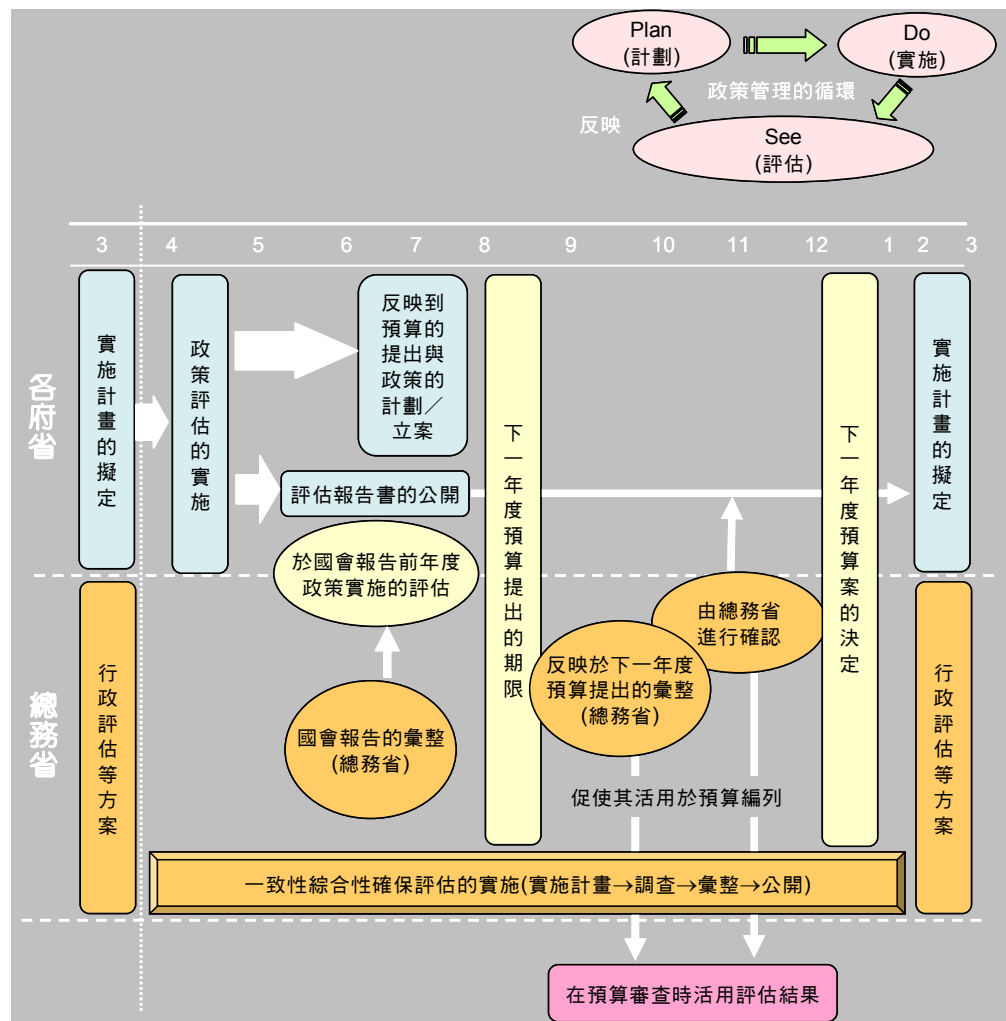 Plan
(計劃)
Do
(實施)
政策管理的循環
反映
See
(評估)
3 4 5 6 7 8 9 10 11 12 1 2 3
各府省
實施計畫的擬定
政策評估的實施
反映到
預算的
提出與
政策的
計劃／
立案
評估報告書的公開
於國會報告前年度
政策實施的評估
下一年度預算提出的期限
由總務省
進行確認
下一年度預算案的決定
實施計畫的擬定
總務省
行政評估等方案
國會報告的彙整
(總務省)
反映於下一年度
預算提出的彙整
(總務省)
促使其活用於預算編列
行政評估等方案
一致性綜合性確保評估的實施(實施計畫→調查→彙整→公開)
在預算審查時活用評估結果